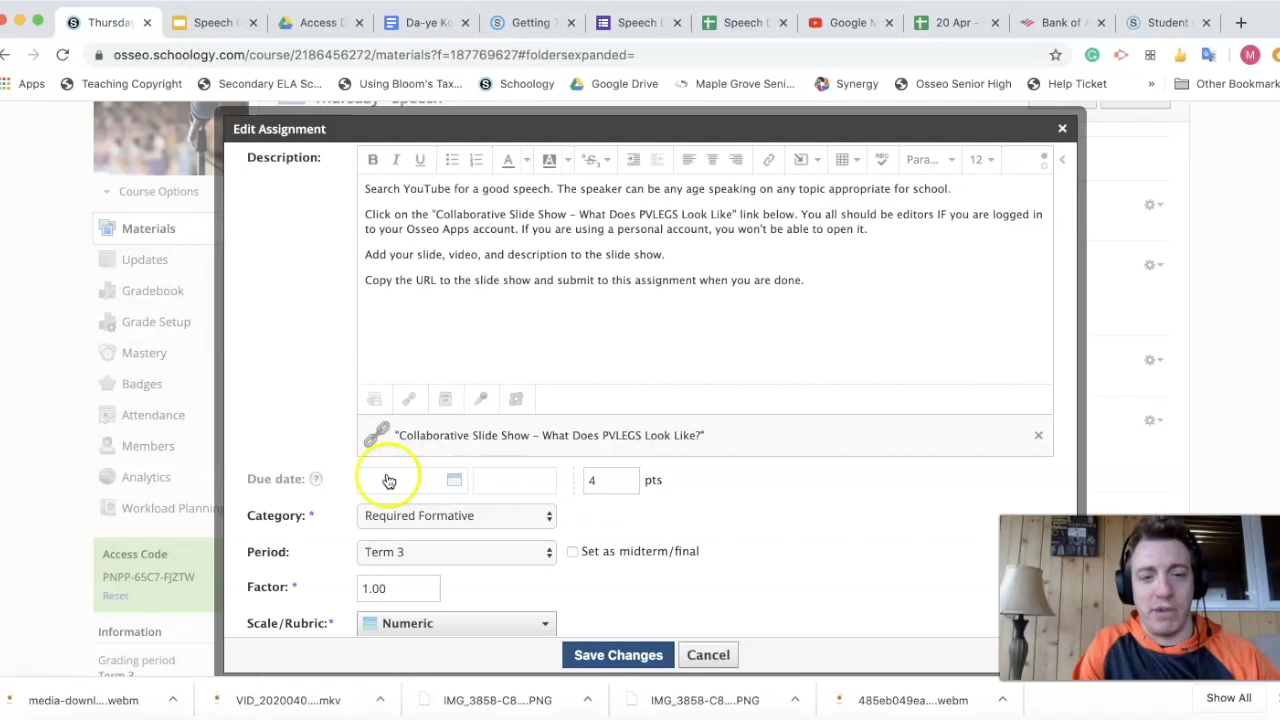 Thursday
Speech
Access D
Da-ye Ko
Getting T
Speech D
Speech D
Google M
20 Apr -
Bank of
Student
osseo.schoology.com/course/2186456272/materials?f=187769627#foldersexpanded=
M
Apps
Teaching Copyright
Secondary ELA Sc...
Using Bloom's Tax...
Schoology
Google Drive
Maple Grove Seni...
Synergy
Osseo Senior High
Help Ticket
»
Other Bookmark
Thursday - Speech
Edit Assignment
Description:
B I U A A Para... 12
ABC
Search YouTube for a good speech. The speaker can be any age speaking on any topic appropriate for school.
Click on the "Collaborative Slide Show – What Does PVLEGS Look Like" link below. You all should be editors IF you are logged in
to your Osseo Apps account. If you are using a personal account, you won't be able to open it.
Add your slide, video, and description to the slide show.
Copy the URL to the slide show and submit to this assignment when you are done.
"Collaborative Slide Show – What Does PVLEGS Look Like?"
Due date: ?
4 pts
Category: *
Required Formative
Period:
Term 3
Set as midterm/final
Factor: *
1.00
Scale/Rubric:*
Numeric
Save Changes
Cancel
Course Options
Materials
Updates
Gradebook
Grade Setup
Mastery
Badges
Attendance
Members
Analytics
Workload Planning
Access Code
PNPP-65C7-FJZTW
Reset
Information
Grading period
Term 3
media-downl....webm
VID_2020040....mkv
IMG_3858-C8....PNG
IMG_3858-C8....PNG
485eb049ea....webm
Show All